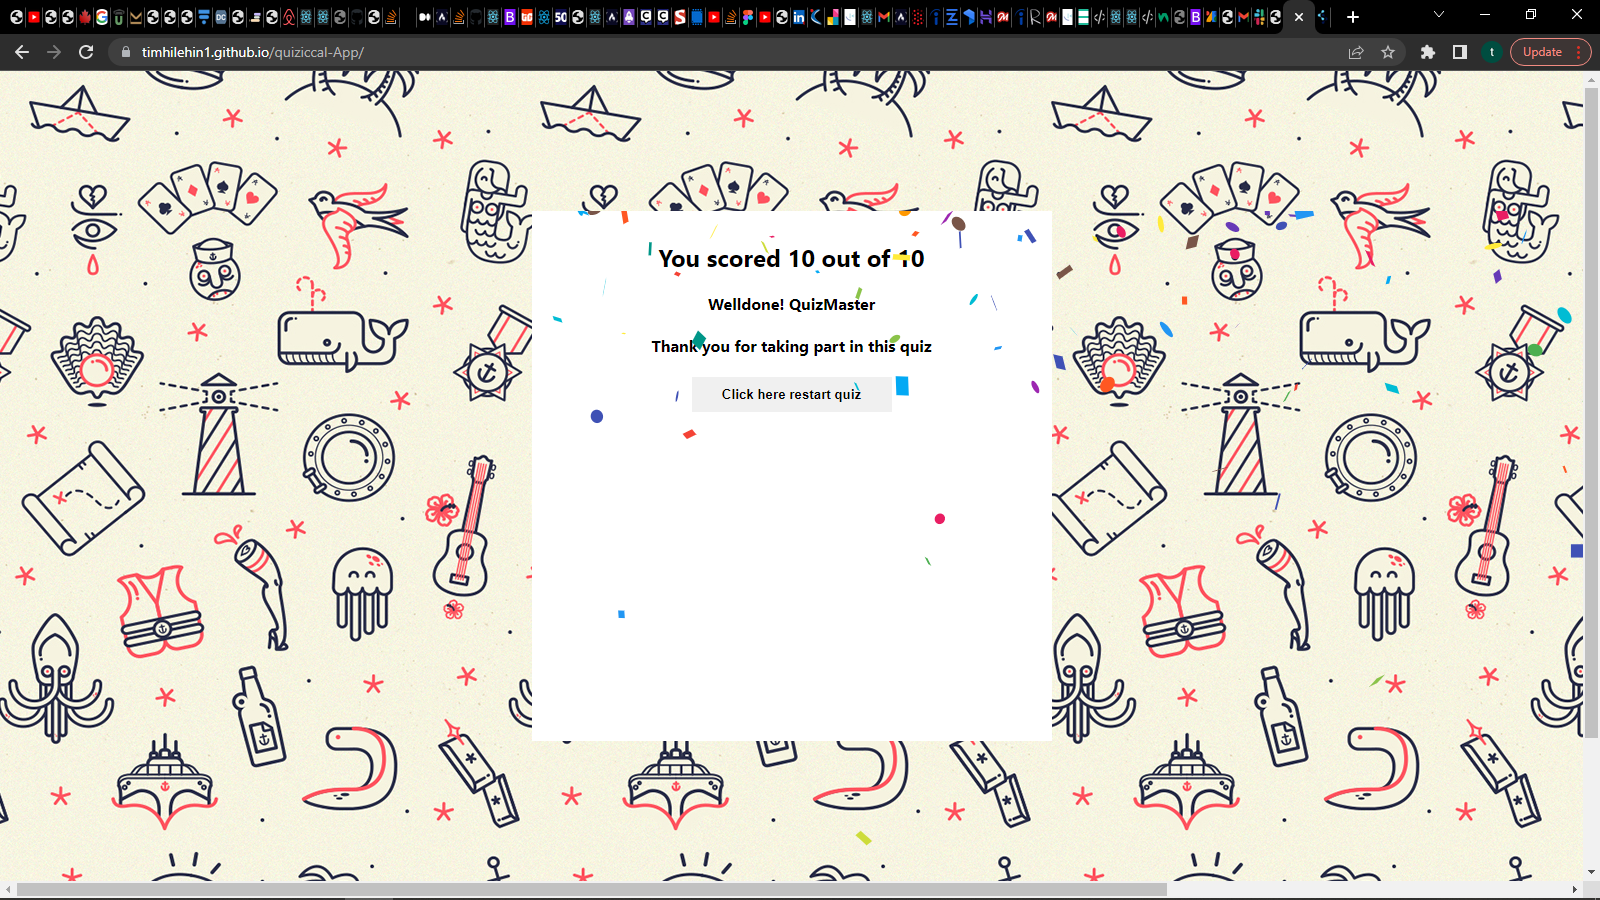 timhilehin1.github.io/quiziccal-App/
t
Update
You scored 10 out of 10
Welldone! QuizMaster
Thank you for taking part in this quiz
Click here restart quiz